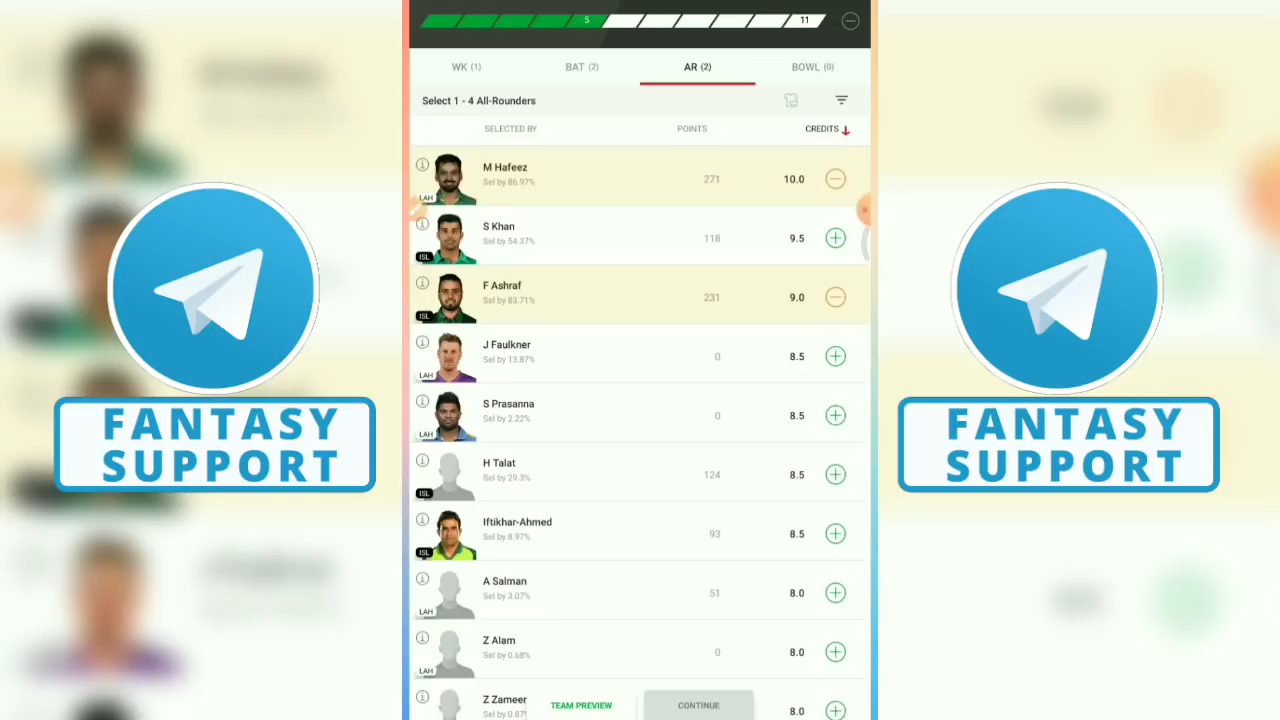 5
11
WK (1)
BAT (2)
AR (2)
BOWL (0)
Select 1 - 4 All-Rounders
SELECTED BY
POINTS
CREDITS
M Hafeez
Sel by 86.97%
LAH
271
10.0
S Khan
Sel by 54.37%
ISL
118
9.5
F Ashraf
Sel by 83.71%
ISL
231
9.0
J Faulkner
Sel by 13.87%
LAH
0
8.5
S Prasanna
Sel by 2.22%
LAH
0
8.5
H Talat
Sel by 29.3%
ISL
124
8.5
Iftikhar-Ahmed
Sel by 8.97%
ISL
93
8.5
A Salman
Sel by 3.07%
LAH
51
8.0
Z Alam
Sel by 0.68%
LAH
0
8.0
Z Zameer
Sel by 0.87
8.0
TEAM PREVIEW
CONTINUE
FANTASY
SUPPORT
FANTASY
SUPPORT